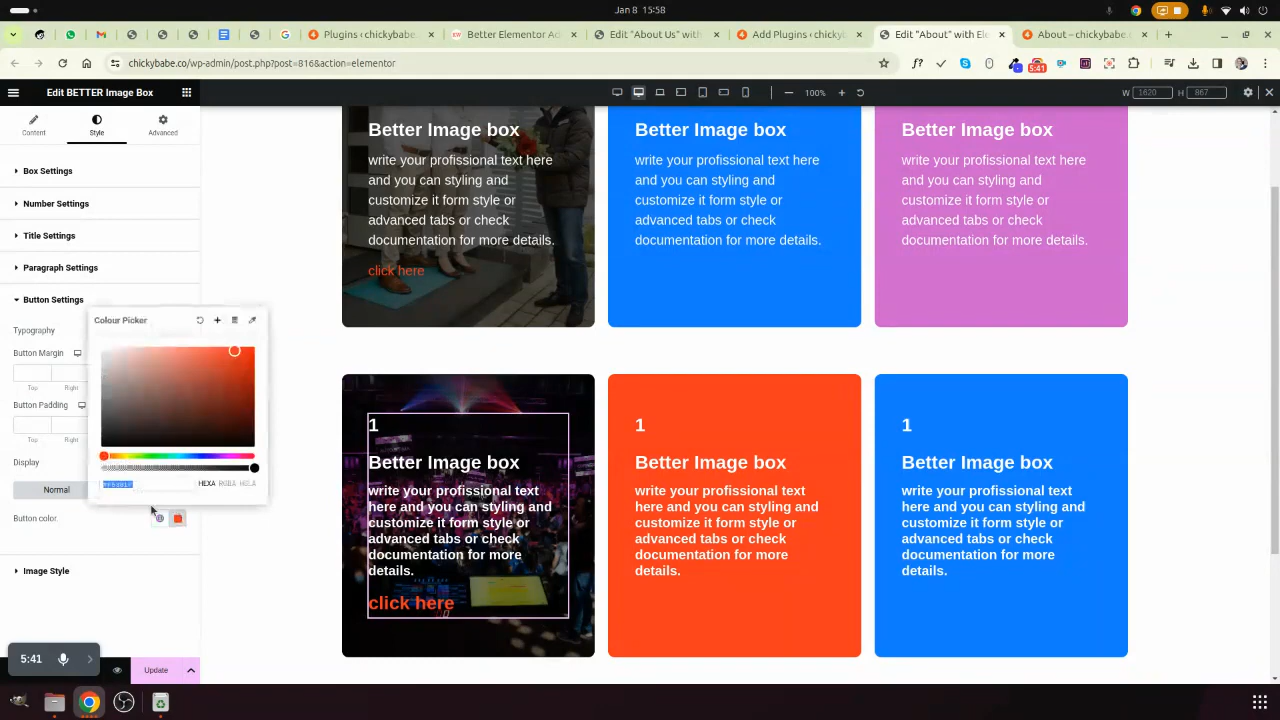 Jan 8 15:58
Plugins ‹ chickybabe.
Better Elementor Ad
Edit "About Us" with
Add Plugins ‹ chickyb
Edit "About" with Ele
About – chickybabe.c
chickybabe.co/wp-admin/post.php?post=816&action=elementor
5:41
Edit BETTER Image Box
100%
W 1620 H 867
Content
Style
Advanced
Box Settings
Number Settings
Title Settings
Paragraph Settings
Button Settings
Typography
Button Margin
Top Right
Button Padding
Top Right
Display
Normal
Button color.
Image Style
Colour Picker
HEXA RGBA HSLA
5:41
Update
Better Image box
write your profissional text here
and you can styling and
customize it form style or
advanced tabs or check
documentation for more details.
click here
Better Image box
write your profissional text here
and you can styling and
customize it form style or
advanced tabs or check
documentation for more details.
Better Image box
write your profissional text here
and you can styling and
customize it form style or
advanced tabs or check
documentation for more details.
1
Better Image box
write your profissional text
here and you can styling and
customize it form style or
advanced tabs or check
documentation for more
details.
click here
1
Better Image box
write your profissional text
here and you can styling and
customize it form style or
advanced tabs or check
documentation for more
details.
1
Better Image box
write your profissional text
here and you can styling and
customize it form style or
advanced tabs or check
documentation for more
details.